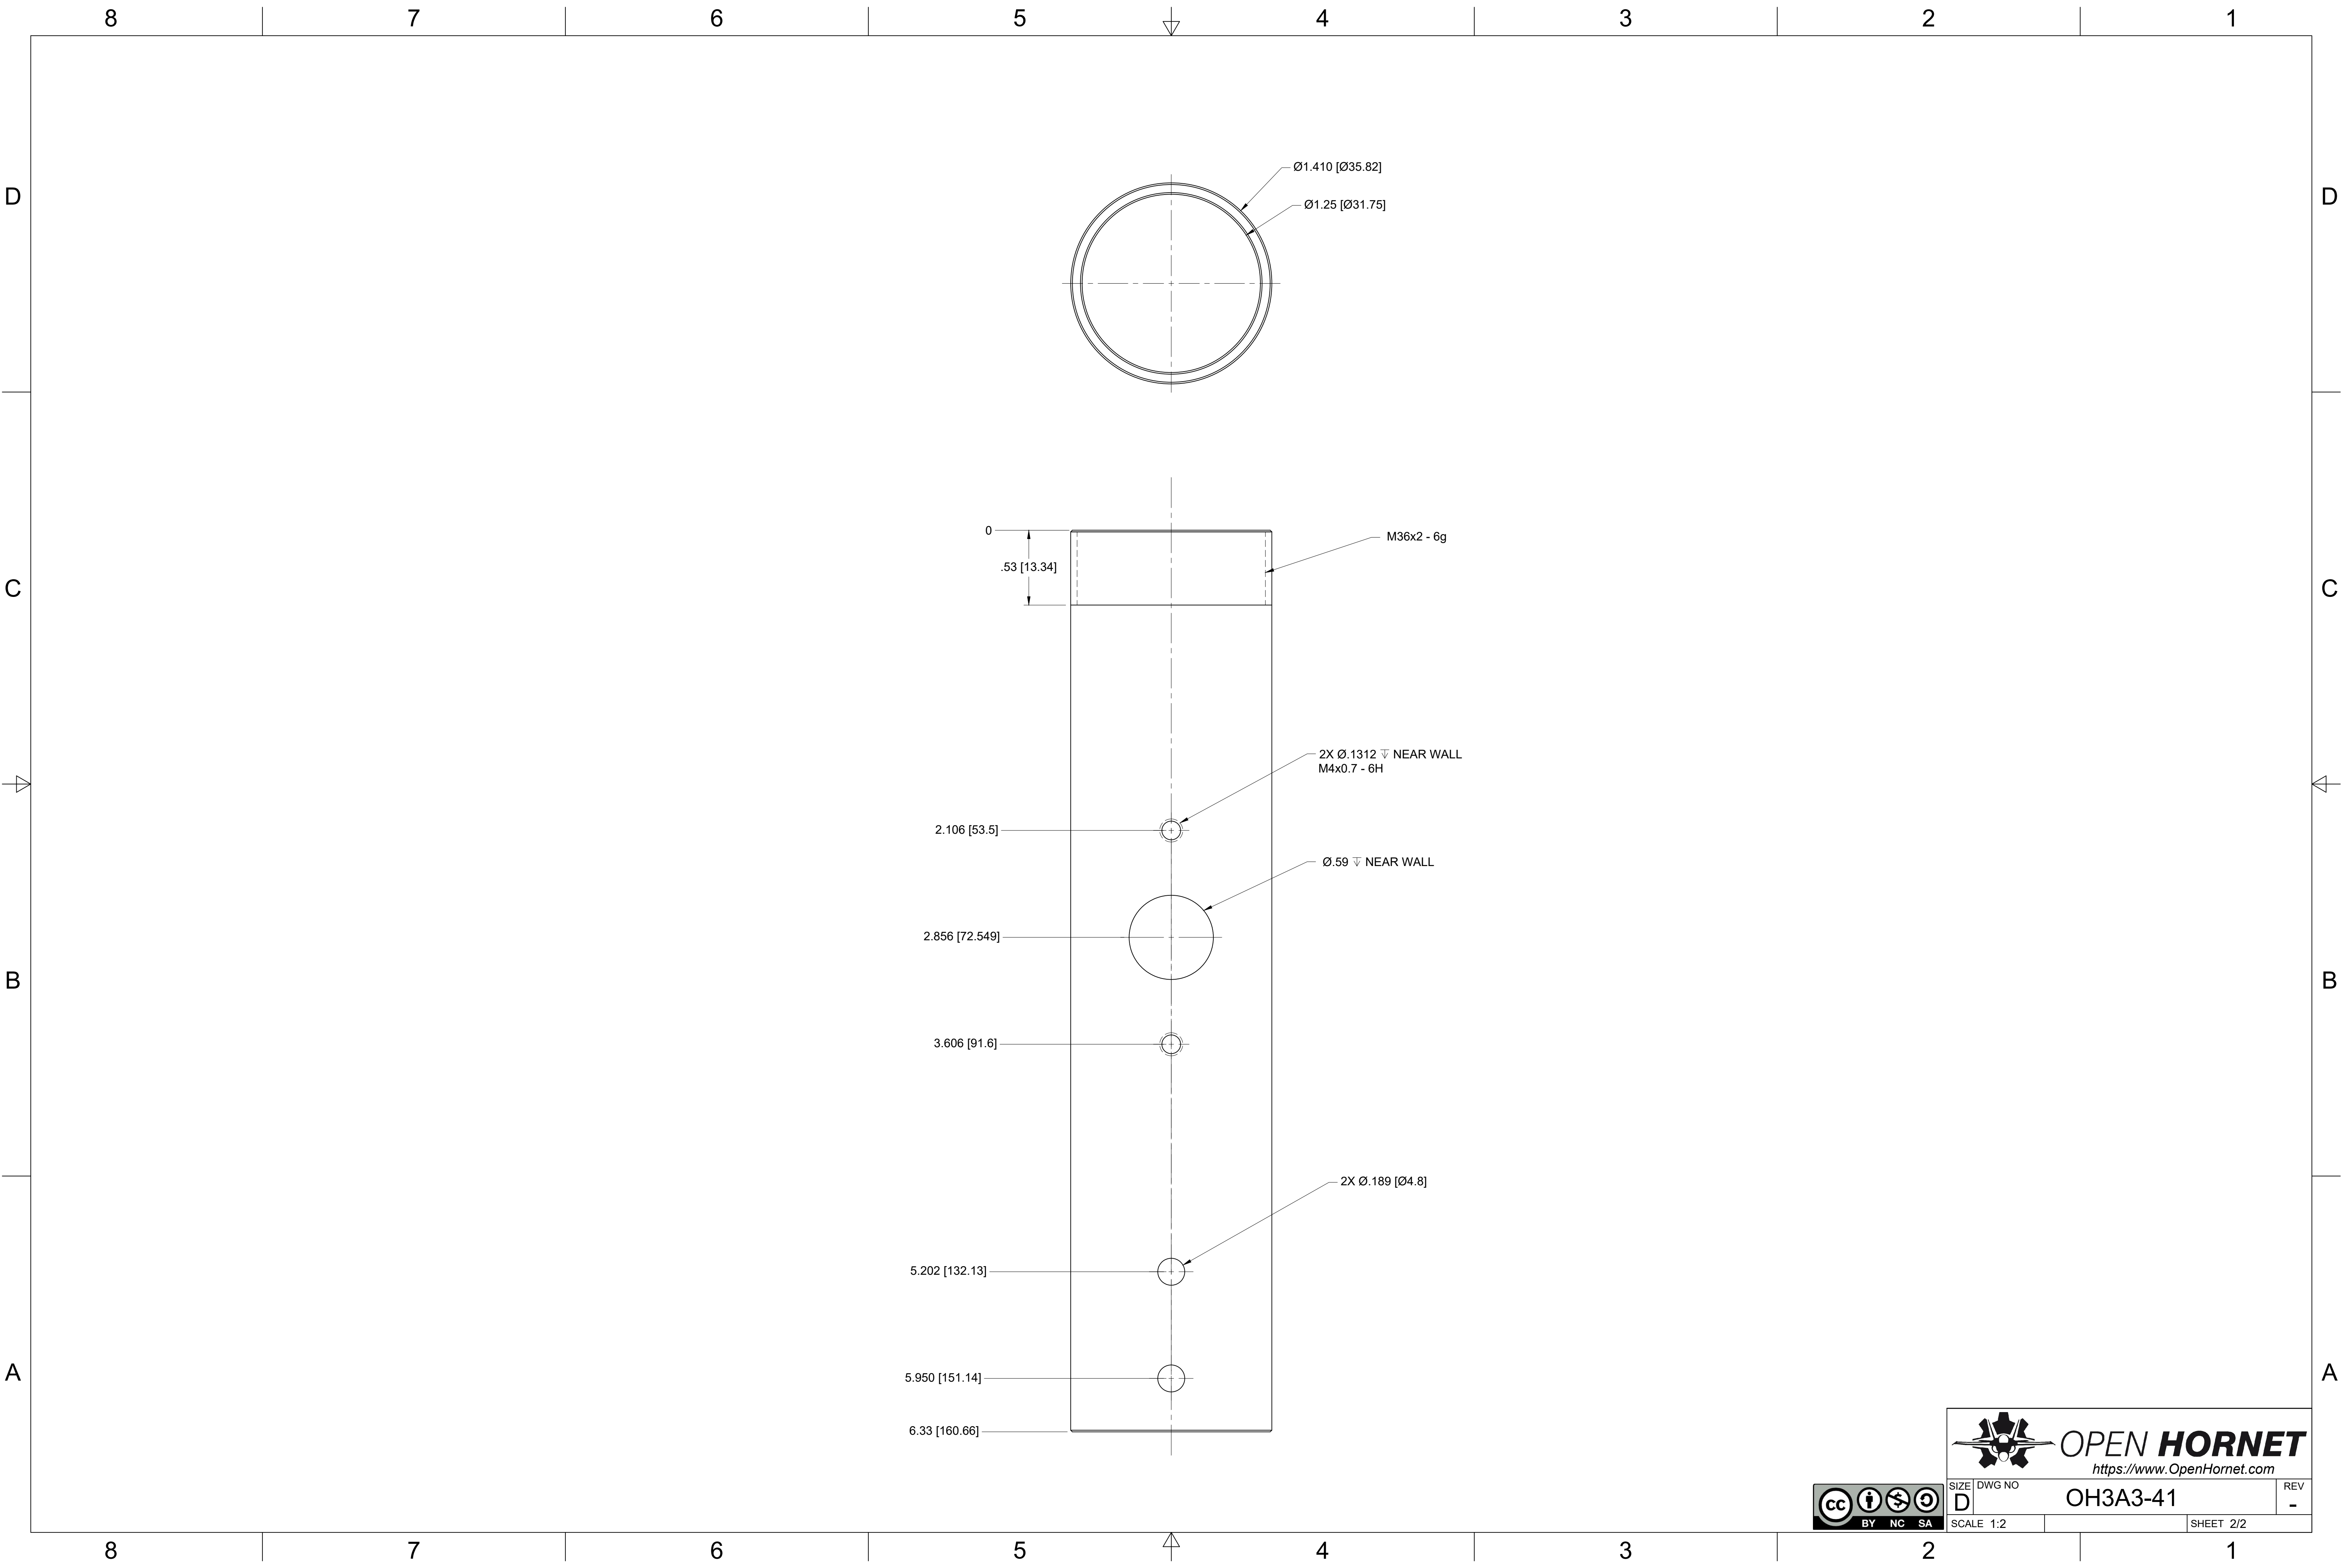 8 7 6 5 4 3 2 1
D D
Ø1.410 [Ø35.82]
Ø1.25 [Ø31.75]
0
M36x2 - 6g
.53 [13.34]
C C
2X Ø.1312 ↧ NEAR WALL
M4x0.7 - 6H
2.106 [53.5]
Ø.59 ↧ NEAR WALL
2.856 [72.549]
B B
3.606 [91.6]
2X Ø.189 [Ø4.8]
5.202 [132.13]
A A
5.950 [151.14]
6.33 [160.66]
OPEN HORNET
https://www.OpenHornet.com
SIZE DWG NO REV
D OH3A3-41 -
cc
BY NC SA
SCALE 1:2 SHEET 2/2
8 7 6 5 4 3 2 1